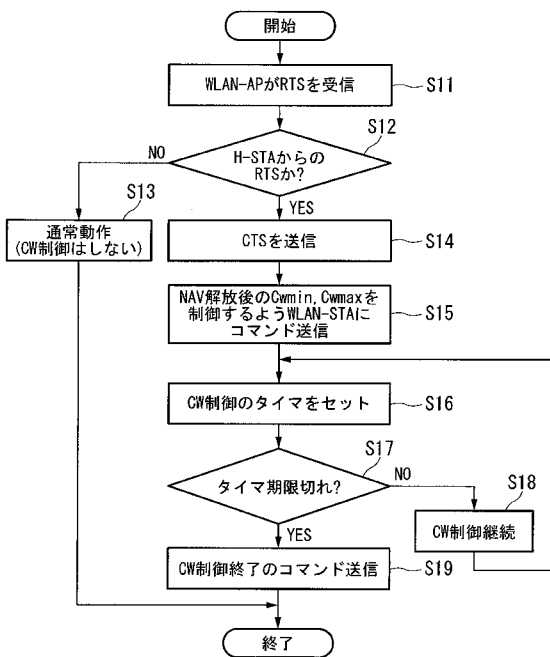 開始
WLAN-APがRTSを受信
S11
S12
H-STAからの
RTSか?
NO
YES
S13
通常動作
(CW制御はしない)
CTSを送信
S14
NAV解放後のCwmin,Cwmaxを
制御するようWLAN-STAに
コマンド送信
S15
CW制御のタイマをセット
S16
S17
タイマ期限切れ?
NO
YES
S18
CW制御継続
CW制御終了のコマンド送信
S19
終了